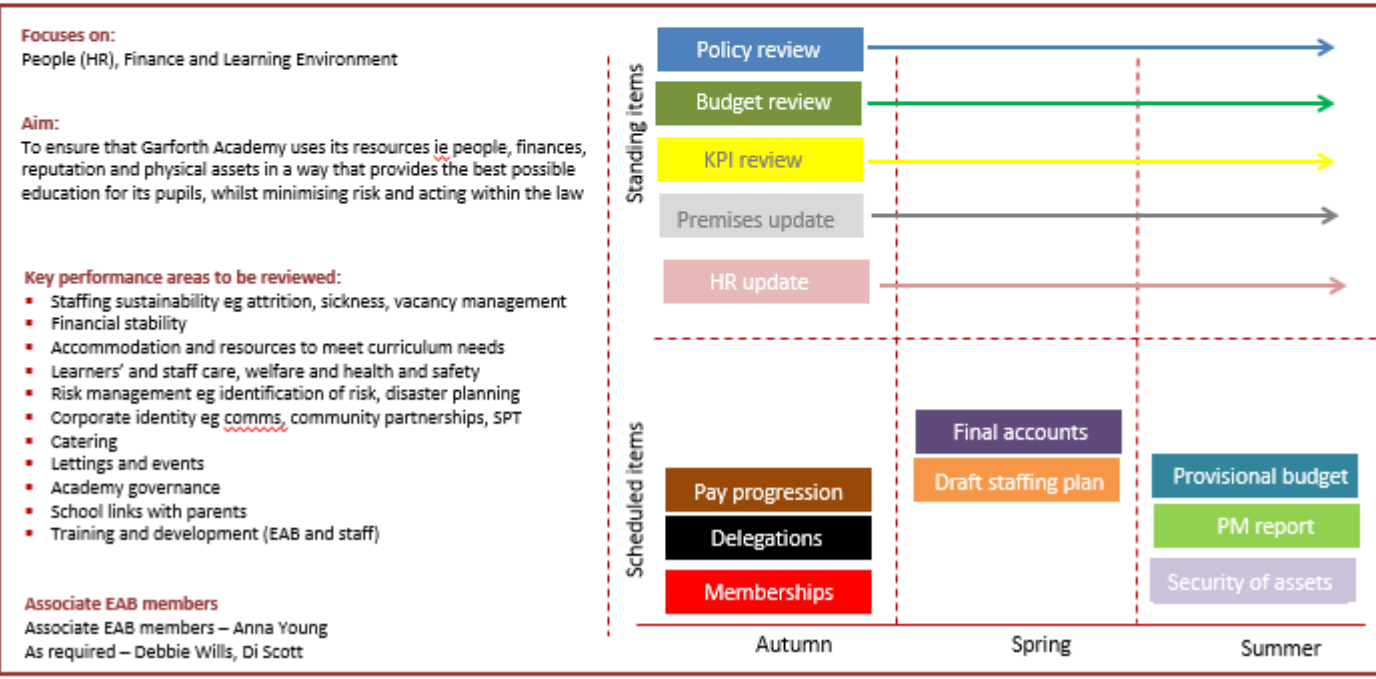 Focuses on:
People (HR), Finance and Learning Environment
Aim:
To ensure that Garforth Academy uses its resources ie people, finances,
reputation and physical assets in a way that provides the best possible
education for its pupils, whilst minimising risk and acting within the law
Key performance areas to be reviewed:
▪ Staffing sustainability eg attrition, sickness, vacancy management
▪ Financial stability
▪ Accommodation and resources to meet curriculum needs
▪ Learners' and staff care, welfare and health and safety
▪ Risk management eg identification of risk, disaster planning
▪ Corporate identity eg comms, community partnerships, SPT
▪ Catering
▪ Lettings and events
▪ Academy governance
▪ School links with parents
▪ Training and development (EAB and staff)
Associate EAB members
Associate EAB members – Anna Young
As required – Debbie Wills, Di Scott
Standing items
Policy review
Budget review
KPI review
Premises update
HR update
Scheduled items
Pay progression
Delegations
Memberships
Final accounts
Draft staffing plan
Provisional budget
PM report
Security of assets
Autumn
Spring
Summer